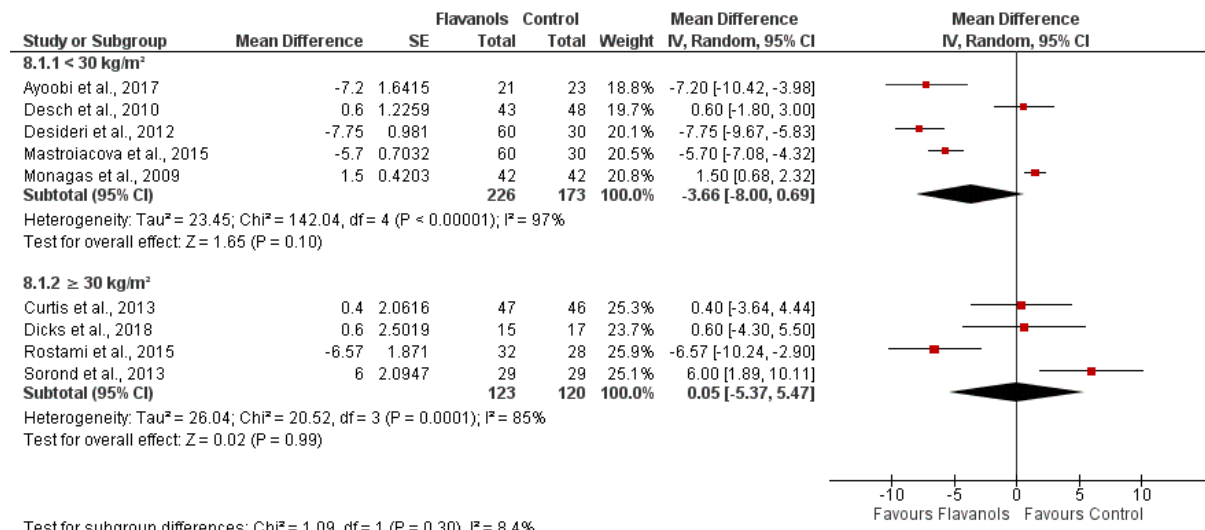 Flavanols Control Mean Difference Mean Difference
Study or Subgroup Mean Difference SE Total Total Weight IV, Random, 95% CI IV, Random, 95% CI
8.1.1 < 30 kg/m²
Ayoobi et al., 2017 -7.2 1.6415 21 23 18.8% -7.20 [-10.42, -3.98]
Desch et al., 2010 0.6 1.2259 43 48 19.7% 0.60 [-1.80, 3.00]
Desideri et al., 2012 -7.75 0.981 60 30 20.1% -7.75 [-9.67, -5.83]
Mastroiacova et al., 2015 -5.7 0.7032 60 30 20.5% -5.70 [-7.08, -4.32]
Monagas et al., 2009 1.5 0.4203 42 42 20.8% 1.50 [0.68, 2.32]
Subtotal (95% CI) 226 173 100.0% -3.66 [-8.00, 0.69]
Heterogeneity: Tau² = 23.45; Chi² = 142.04, df = 4 (P < 0.00001); I² = 97%
Test for overall effect: Z = 1.65 (P = 0.10)
8.1.2 ≥ 30 kg/m²
Curtis et al., 2013 0.4 2.0616 47 46 25.3% 0.40 [-3.64, 4.44]
Dicks et al., 2018 0.6 2.5019 15 17 23.7% 0.60 [-4.30, 5.50]
Rostami et al., 2015 -6.57 1.871 32 28 25.9% -6.57 [-10.24, -2.90]
Sorond et al., 2013 6 2.0947 29 29 25.1% 6.00 [1.89, 10.11]
Subtotal (95% CI) 123 120 100.0% 0.05 [-5.37, 5.47]
Heterogeneity: Tau² = 26.04; Chi² = 20.52, df = 3 (P = 0.0001); I² = 85%
Test for overall effect: Z = 0.02 (P = 0.99)
-10 -5 0 5 10
Favours Flavanols Favours Control
Test for subgroup differences: Chi² = 1.09, df = 1 (P = 0.30), I² = 8.4%